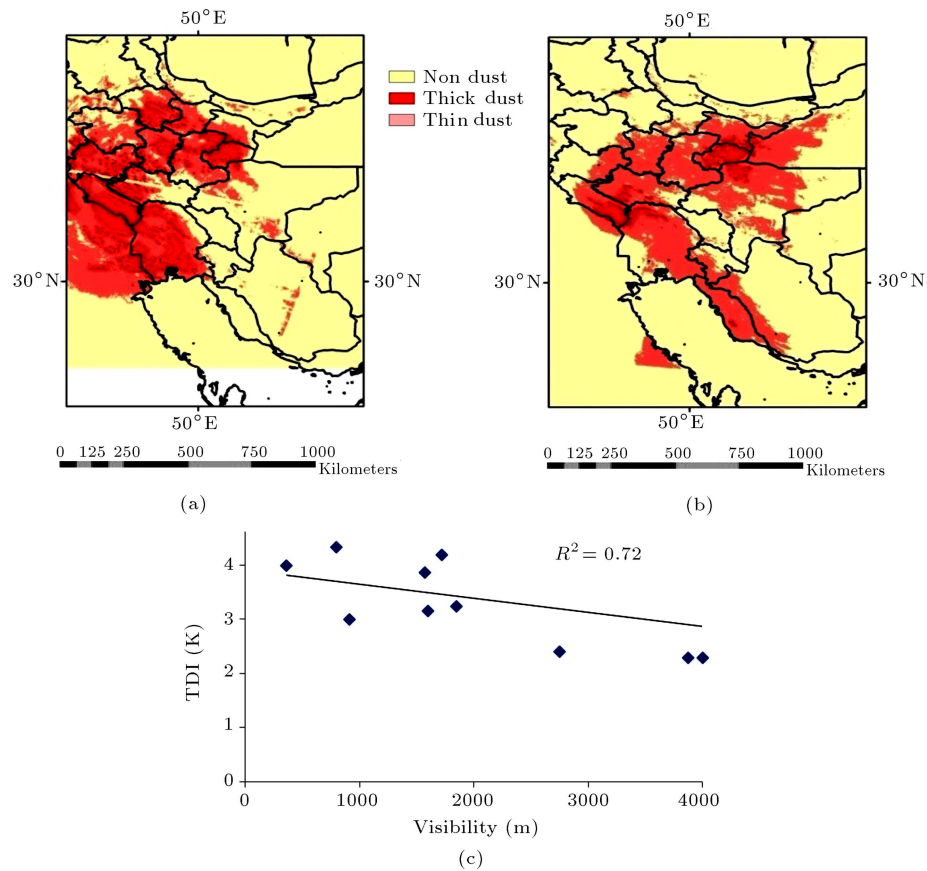 50°E
50°E
Non dust
Thick dust
Thin dust
30°N
30°N
30°N
30°N
50°E
50°E
0 125 250 500 750 1000
Kilometers
0 125 250 500 750 1000
Kilometers
(a)
(b)
R² = 0.72
TDI (K)
4
3
2
1
0
0 1000 2000 3000 4000
Visibility (m)
(c)